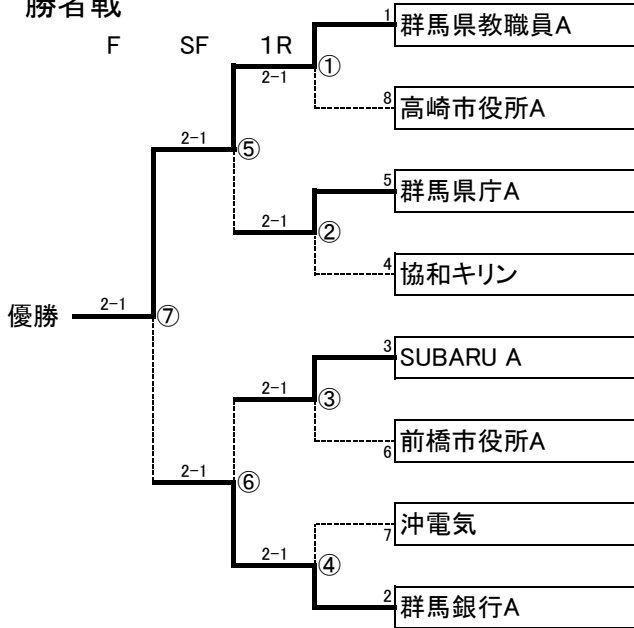 勝者戦
F SF 1R
1 群馬県教職員A
2-1 ①
8 高崎市役所A
2-1 ⑤
5 群馬県庁A
2-1 ②
4 協和キリン
優勝 2-1 ⑦
3 SUBARU A
2-1 ③
6 前橋市役所A
2-1 ⑥
7 沖電気
2-1 ④
2 群馬銀行A